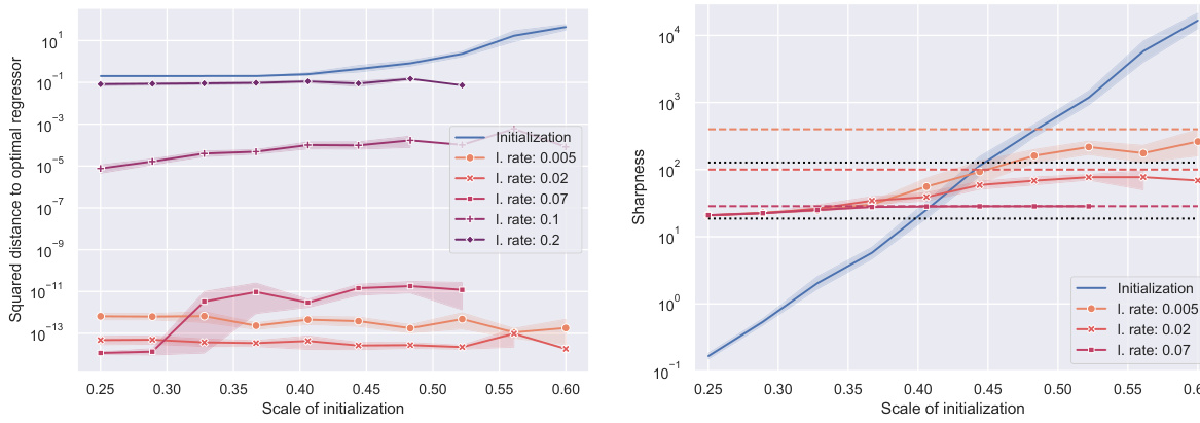 Squared distance to optimal regressor
10^1
10^-1
10^-3
10^-5
10^-7
10^-9
10^-11
10^-13
Initialization
l. rate: 0.005
l. rate: 0.02
l. rate: 0.07
l. rate: 0.1
l. rate: 0.2
0.25 0.30 0.35 0.40 0.45 0.50 0.55 0.60
Scale of initialization
Sharpness
10^4
10^3
10^2
10^1
10^0
10^-1
Initialization
l. rate: 0.005
l. rate: 0.02
l. rate: 0.07
0.25 0.30 0.35 0.40 0.45 0.50 0.55 0.6
Scale of initialization